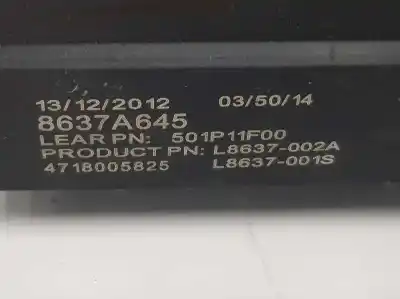 13/12/2012 03/50/14
8637A645
LEAR PN: 501P11F00
PRODUCT PN: L8637-002A
4718005825 L8637-001S